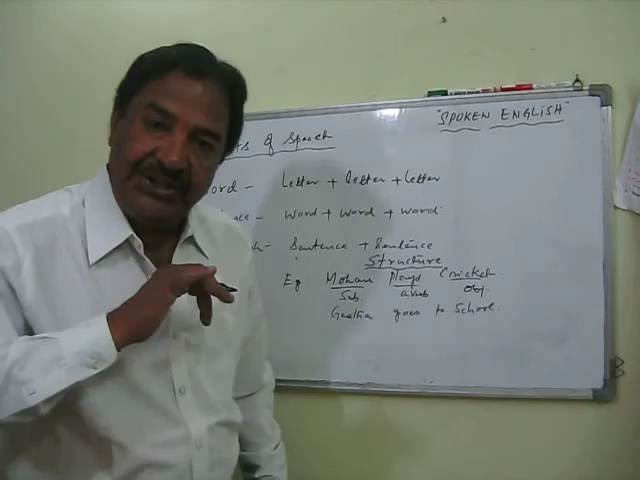 "SPOKEN ENGLISH"
ts of Speech
ord - Letter + letter + Letter
nce - word + word + word
h - Sentence + Sentence
Structure
Eg: Mohan Plays Cricket.
Sub Obj.
Geetha goes to School.